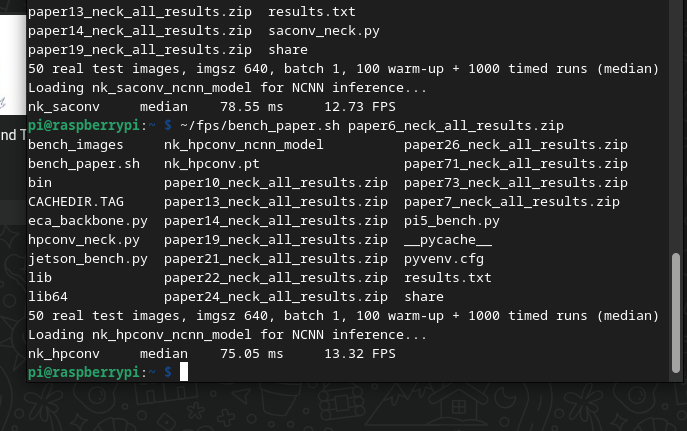 paper13_neck_all_results.zip  results.txt
paper14_neck_all_results.zip  saconv_neck.py
paper19_neck_all_results.zip  share
50 real test images, imgsz 640, batch 1, 100 warm-up + 1000 timed runs (median)
Loading nk_saconv_ncnn_model for NCNN inference...
nk_saconv     median    78.55 ms     12.73 FPS
pi@raspberrypi:~ $ ~/fps/bench_paper.sh paper6_neck_all_results.zip
bench_images    nk_hpconv_ncnn_model          paper26_neck_all_results.zip
bench_paper.sh  nk_hpconv.pt                  paper71_neck_all_results.zip
bin             paper10_neck_all_results.zip  paper73_neck_all_results.zip
CACHEDIR.TAG    paper13_neck_all_results.zip  paper7_neck_all_results.zip
eca_backbone.py  paper14_neck_all_results.zip  pi5_bench.py
hpconv_neck.py  paper19_neck_all_results.zip  __pycache__
jetson_bench.py  paper21_neck_all_results.zip  pyvenv.cfg
lib             paper22_neck_all_results.zip  results.txt
lib64           paper24_neck_all_results.zip  share
50 real test images, imgsz 640, batch 1, 100 warm-up + 1000 timed runs (median)
Loading nk_hpconv_ncnn_model for NCNN inference...
nk_hpconv     median    75.05 ms     13.32 FPS
pi@raspberrypi:~ $
nd T